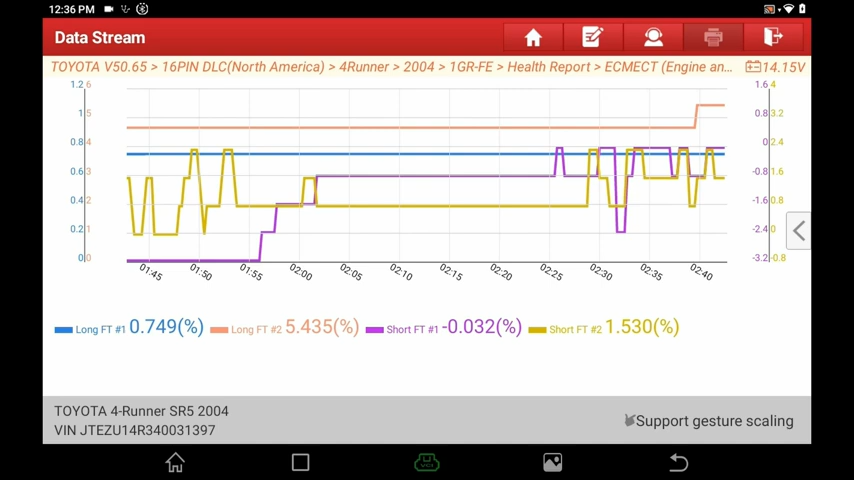 12:36 PM
Data Stream
TOYOTA V50.65 > 16PIN DLC(North America) > 4Runner > 2004 > 1GR-FE > Health Report > ECMECT (Engine an... 14.15V
1.2 6 1.6 4
1 5 0.8 3.2
0.8 4 0 2.4
0.6 3 -0.8 1.6
0.4 2 -1.6 0.8
0.2 1 -2.4 0
0 0 -3.2 -0.8
01:45 01:50 01:55 02:00 02:05 02:10 02:15 02:20 02:25 02:30 02:35 02:40
Long FT #1 0.749(%) Long FT #2 5.435(%) Short FT #1 -0.032(%) Short FT #2 1.530(%)
TOYOTA 4-Runner SR5 2004
VIN JTEZU14R340031397
Support gesture scaling
VCI